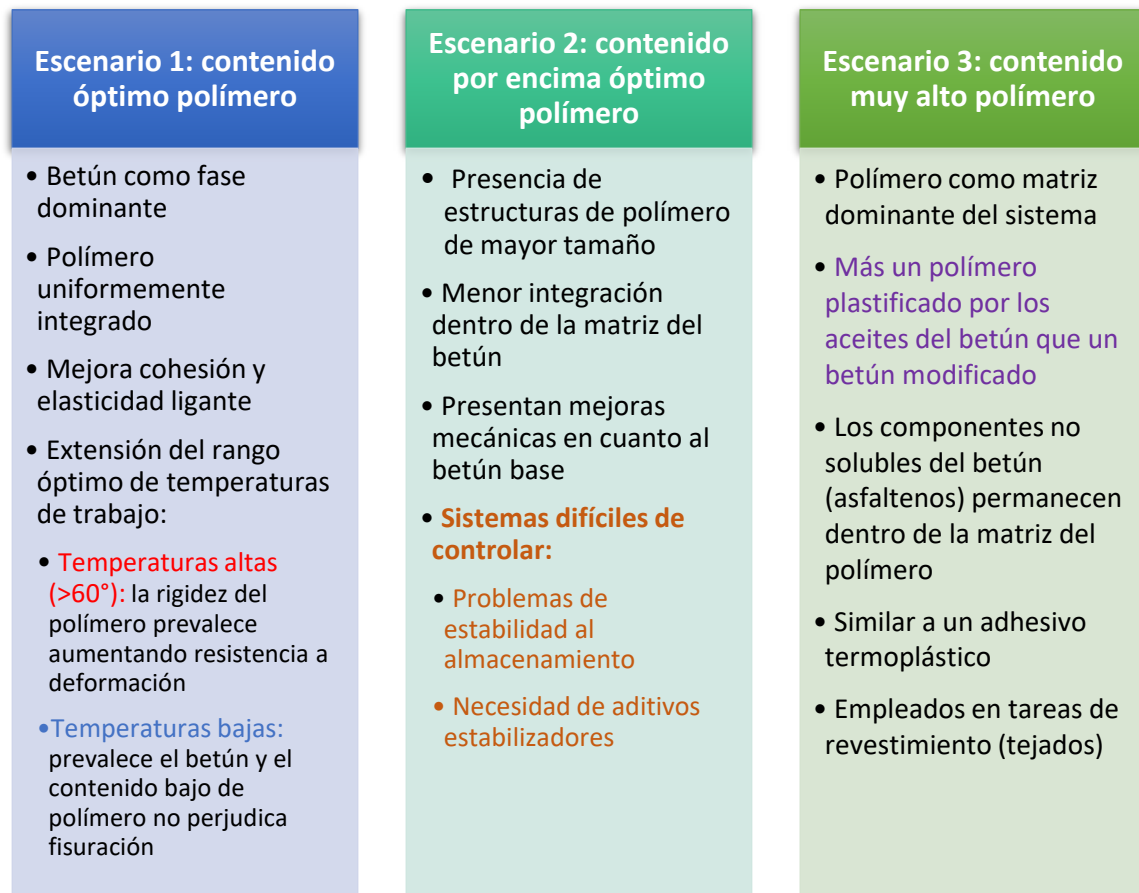 Escenario 1: contenido
óptimo polímero
• Betún como fase
dominante
• Polímero
uniformemente
integrado
• Mejora cohesión y
elasticidad ligante
• Extensión del rango
óptimo de temperaturas
de trabajo:
• Temperaturas altas
(>60°): la rigidez del
polímero prevalece
aumentando resistencia a
deformación
•Temperaturas bajas:
prevalece el betún y el
contenido bajo de
polímero no perjudica
fisuración
Escenario 2: contenido
por encima óptimo
polímero
• Presencia de
estructuras de polímero
de mayor tamaño
• Menor integración
dentro de la matriz del
betún
• Presentan mejoras
mecánicas en cuanto al
betún base
• Sistemas difíciles de
controlar:
• Problemas de
estabilidad al
almacenamiento
• Necesidad de aditivos
estabilizadores
Escenario 3: contenido
muy alto polímero
• Polímero como matriz
dominante del sistema
• Más un polímero
plastificado por los
aceites del betún que un
betún modificado
• Los componentes no
solubles del betún
(asfaltenos) permanecen
dentro de la matriz del
polímero
• Similar a un adhesivo
termoplástico
• Empleados en tareas de
revestimiento (tejados)